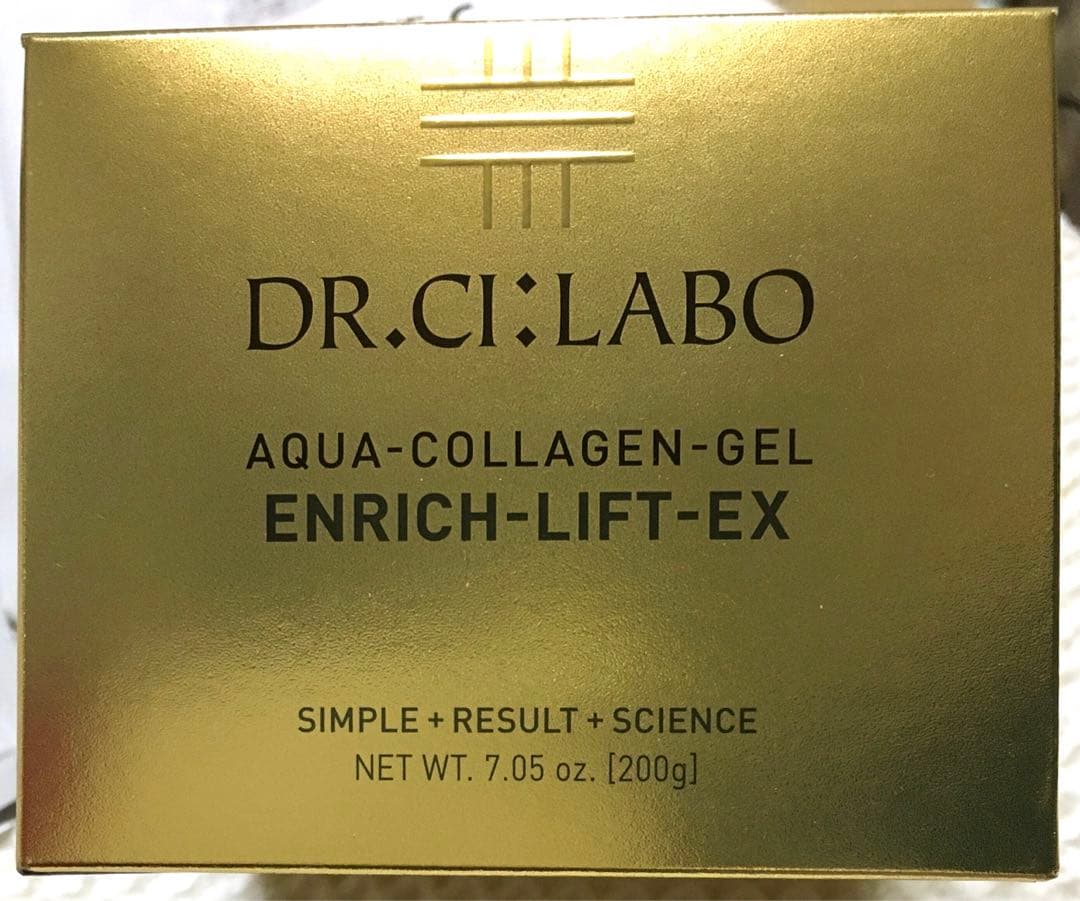 DR.CI:LABO
AQUA-COLLAGEN-GEL
ENRICH-LIFT-EX
SIMPLE + RESULT + SCIENCE
NET WT. 7.05 oz. [200g]